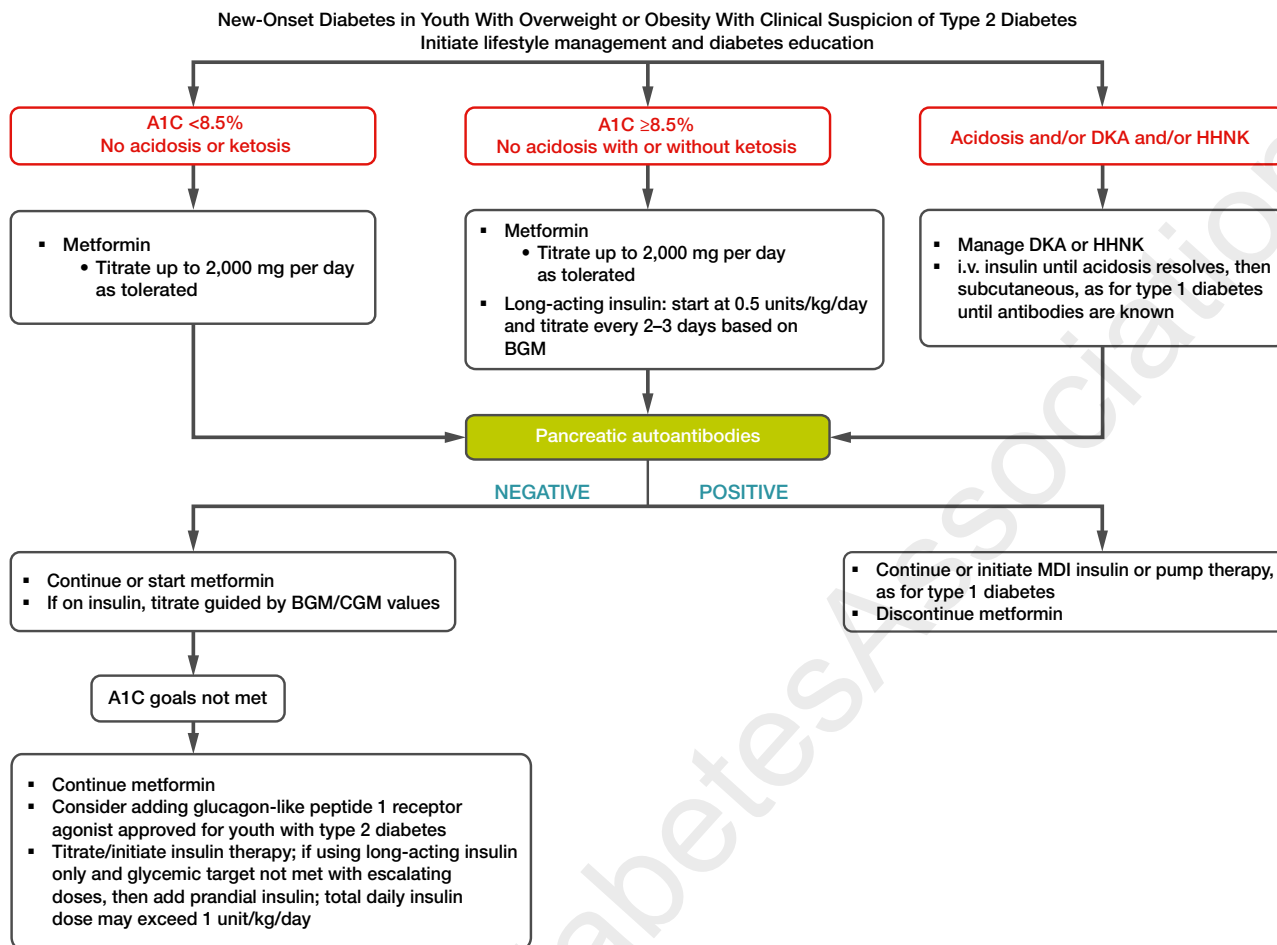 New-Onset Diabetes in Youth With Overweight or Obesity With Clinical Suspicion of Type 2 Diabetes
Initiate lifestyle management and diabetes education
A1C <8.5%
No acidosis or ketosis
A1C ≥8.5%
No acidosis with or without ketosis
Acidosis and/or DKA and/or HHNK
▪ Metformin
• Titrate up to 2,000 mg per day
as tolerated
▪ Metformin
• Titrate up to 2,000 mg per day
as tolerated
▪ Long-acting insulin: start at 0.5 units/kg/day
and titrate every 2–3 days based on
BGM
▪ Manage DKA or HHNK
▪ i.v. insulin until acidosis resolves, then
subcutaneous, as for type 1 diabetes
until antibodies are known
Pancreatic autoantibodies
NEGATIVE
POSITIVE
▪ Continue or start metformin
▪ If on insulin, titrate guided by BGM/CGM values
▪ Continue or initiate MDI insulin or pump therapy,
as for type 1 diabetes
▪ Discontinue metformin
A1C goals not met
▪ Continue metformin
▪ Consider adding glucagon-like peptide 1 receptor
agonist approved for youth with type 2 diabetes
▪ Titrate/initiate insulin therapy; if using long-acting insulin
only and glycemic target not met with escalating
doses, then add prandial insulin; total daily insulin
dose may exceed 1 unit/kg/day
abetesAssociation